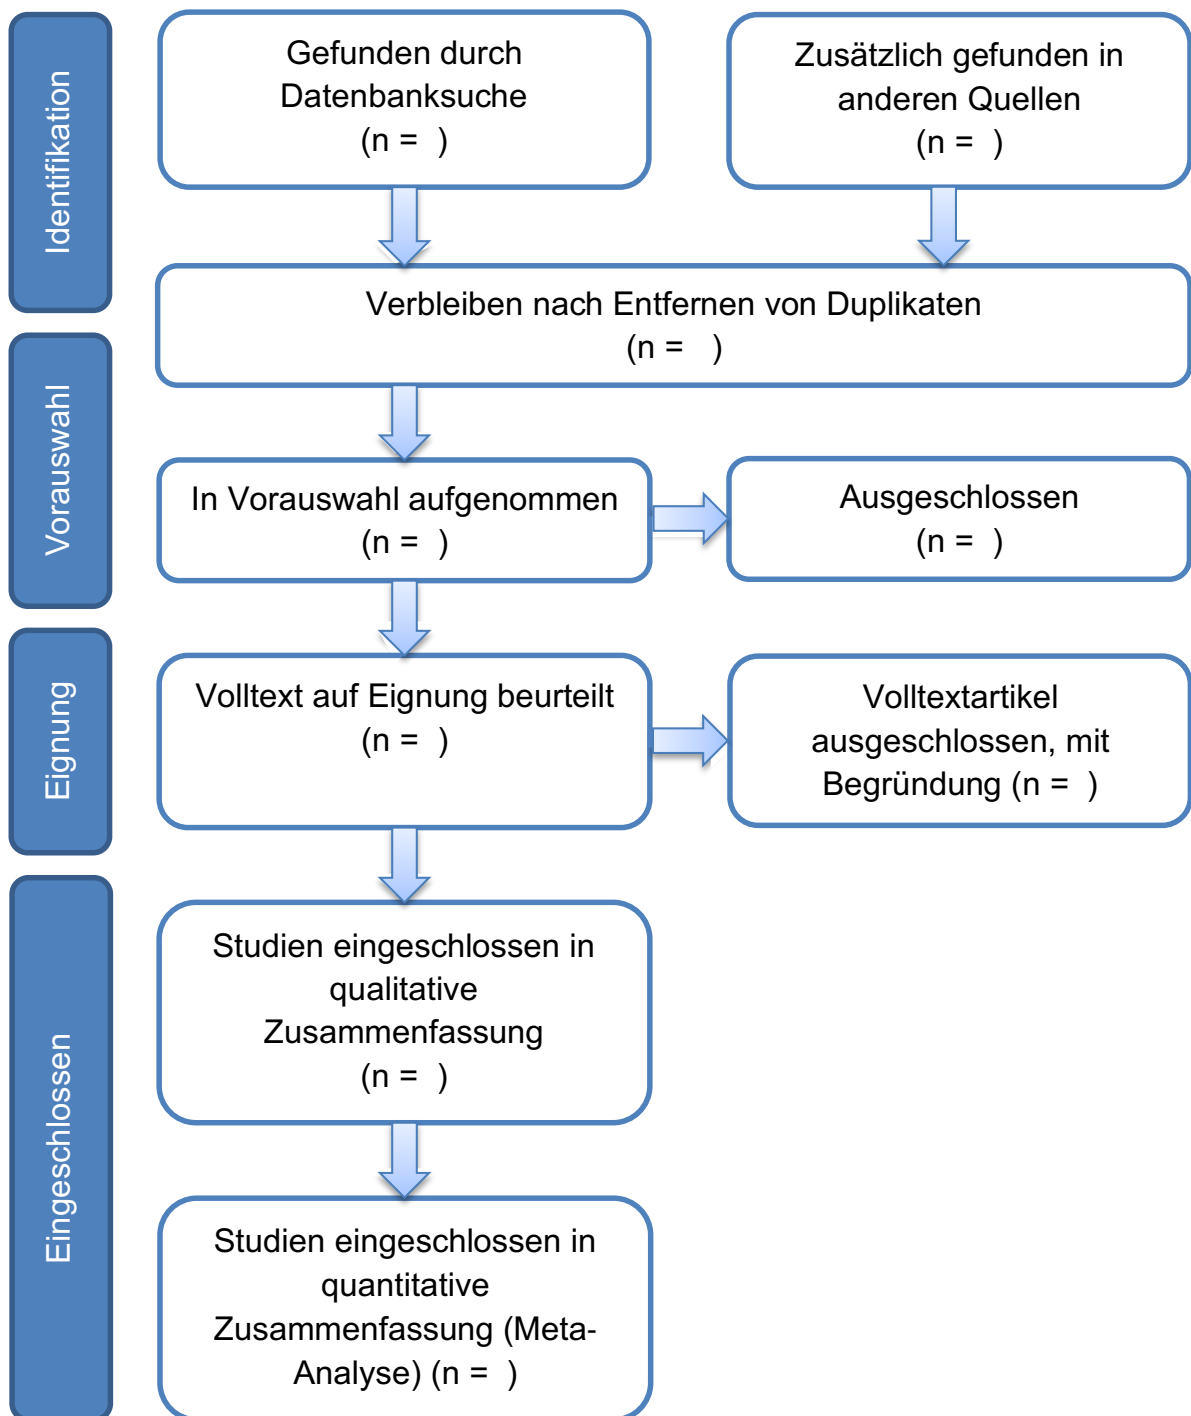 Identifikation
Gefunden durch
Datenbanksuche
(n =  )
Zusätzlich gefunden in
anderen Quellen
(n =  )
Verbleiben nach Entfernen von Duplikaten
(n =   )
Vorauswahl
In Vorauswahl aufgenommen
(n =  )
Ausgeschlossen
(n =  )
Eignung
Volltext auf Eignung beurteilt
(n =  )
Volltextartikel
ausgeschlossen, mit
Begründung (n =  )
Eingeschlossen
Studien eingeschlossen in
qualitative
Zusammenfassung
(n =  )
Studien eingeschlossen in
quantitative
Zusammenfassung (Meta-
Analyse) (n =  )